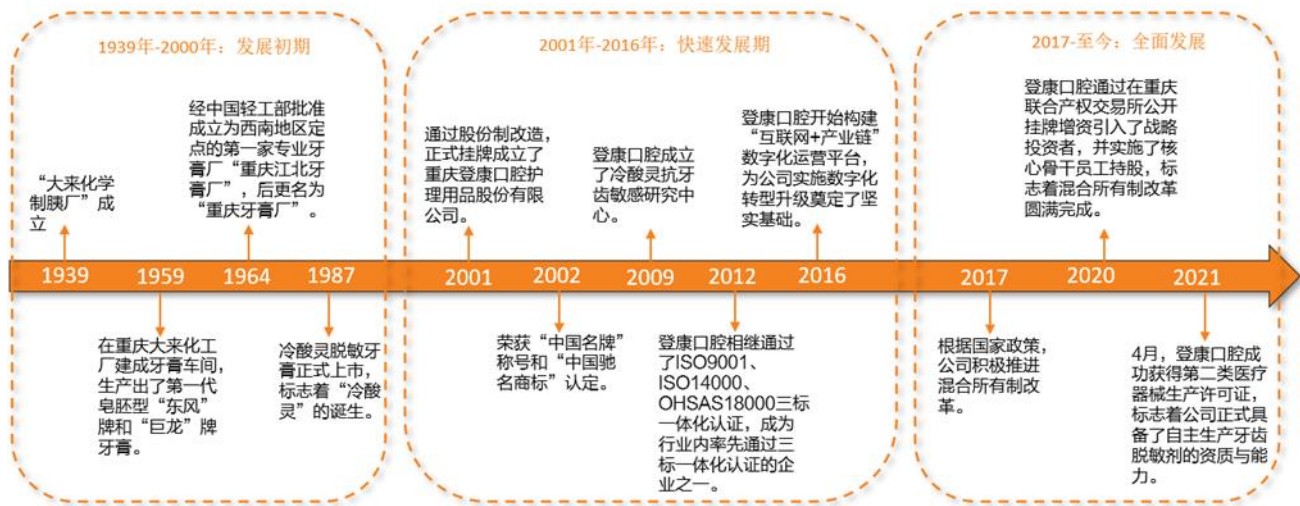 1939年-2000年：发展初期
“大来化学
制胰厂”成
立
经中国轻工部批准
成立为西南地区定
点的第一家专业牙
膏厂“重庆江北牙
膏厂”，后更名为
“重庆牙膏厂”。
1939
1959
1964
1987
在重庆大来化工
厂建成牙膏车间，
生产出了第一代
皂胚型“东风”
牌和“巨龙”牌
牙膏。
冷酸灵脱敏牙
膏正式上市，
标志着“冷酸
灵”的诞生。
2001年-2016年：快速发展期
通过股份制改造，
正式挂牌成立了
重庆登康口腔护
理用品股份有限
公司。
登康口腔成立
了冷酸灵抗牙
齿敏感研究中
心。
登康口腔开始构建
“互联网+产业链”
数字化运营平台，
为公司实施数字化
转型升级奠定了坚
实基础。
2001
2002
2009
2012
2016
荣获“中国名牌”
称号和“中国驰
名商标”认定。
登康口腔相继通过
了ISO9001、
ISO14000、
OHSAS18000三标
一体化认证，成为
行业内率先通过三
标一体化认证的企
业之一。
2017-至今：全面发展
登康口腔通过在重庆
联合产权交易所公开
挂牌增资引入了战略
投资者，并实施了核
心骨干员工持股，标
志着混合所有制改革
圆满完成。
2017
2020
2021
根据国家政策，
公司积极推进
混合所有制改
革。
4月，登康口腔成
功获得第二类医疗
器械生产许可证，
标志着公司正式具
备了自主生产牙齿
脱敏剂的资质与能
力。